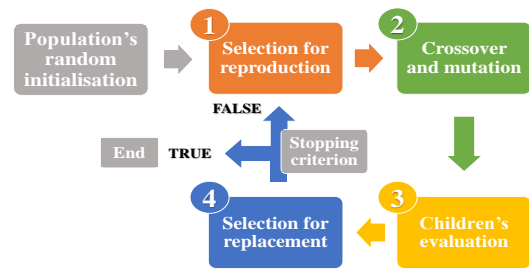 Population's
random
initialisation
1
Selection for
reproduction
2
Crossover
and mutation
FALSE
End
TRUE
Stopping
criterion
4
Selection for
replacement
3
Children's
evaluation